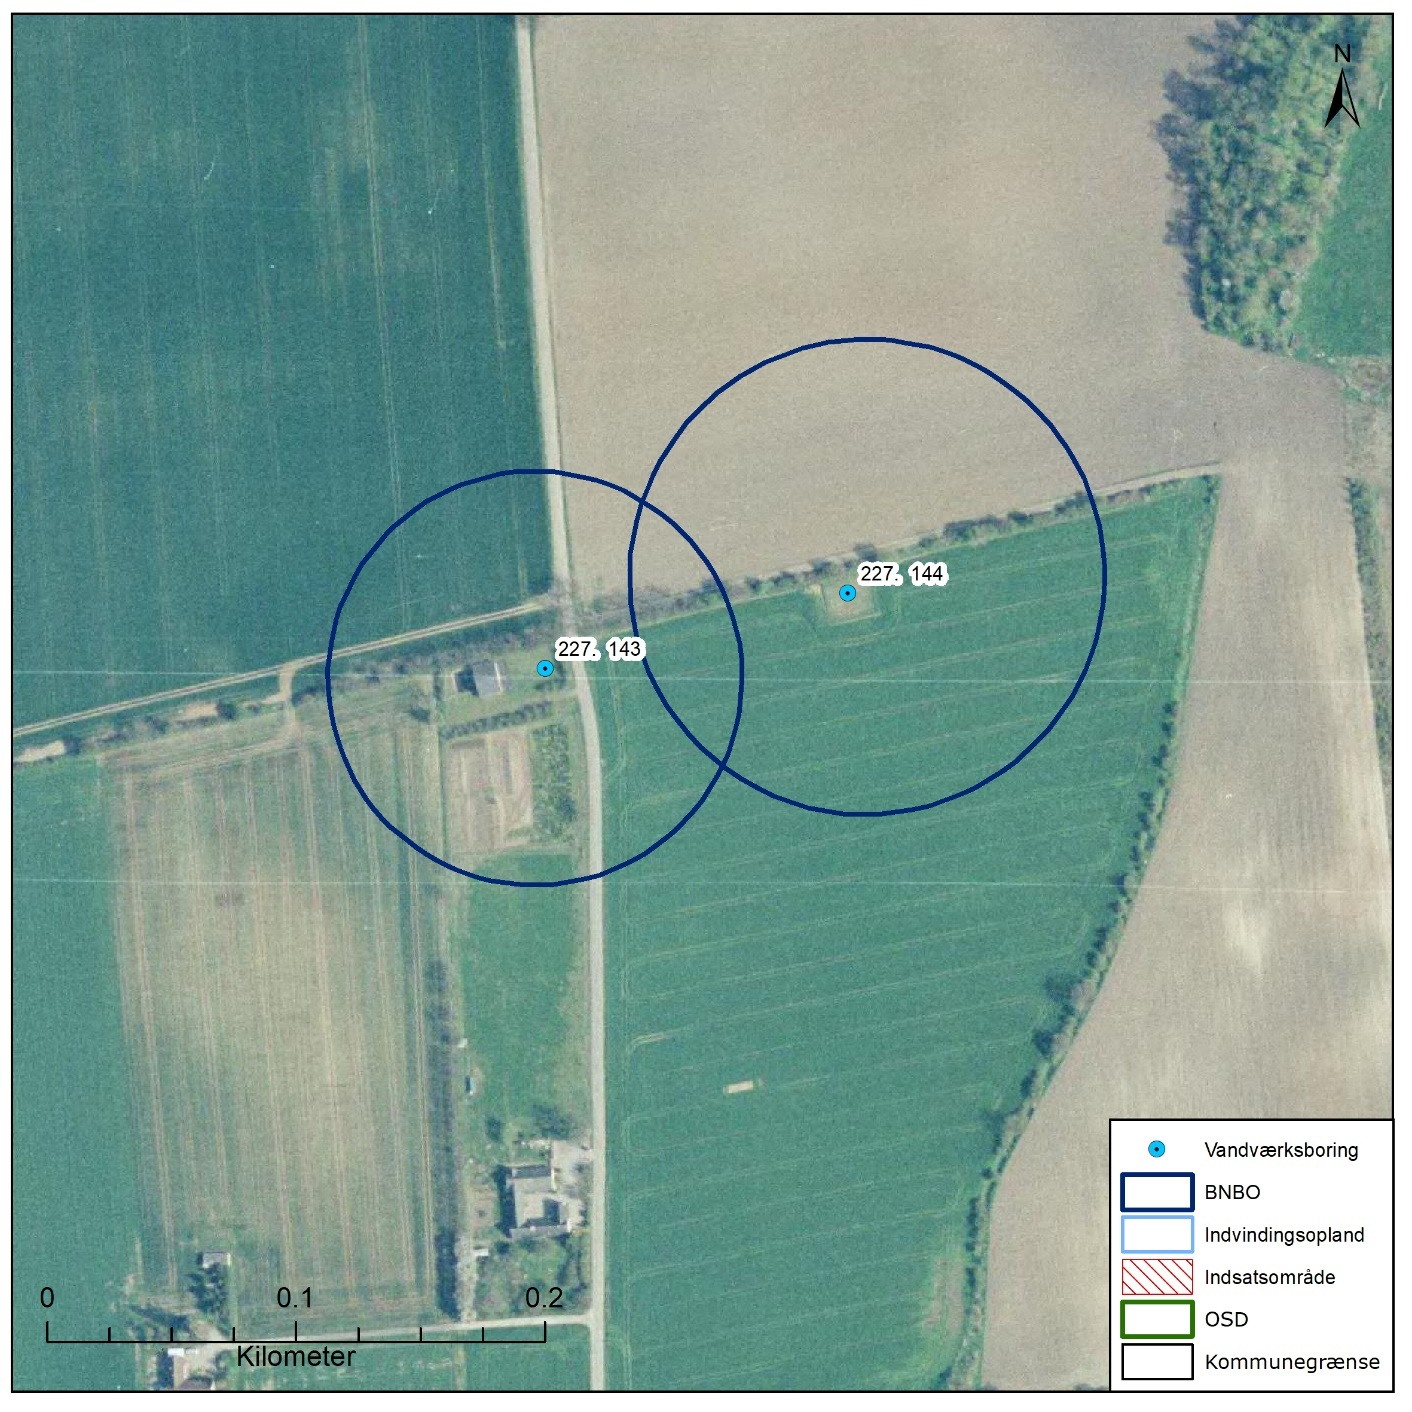 N
227. 144
227. 143
0 0.1 0.2
Kilometer
Vandværksboring
BNBO
Indvindingsopland
Indsatsområde
OSD
Kommunegrænse